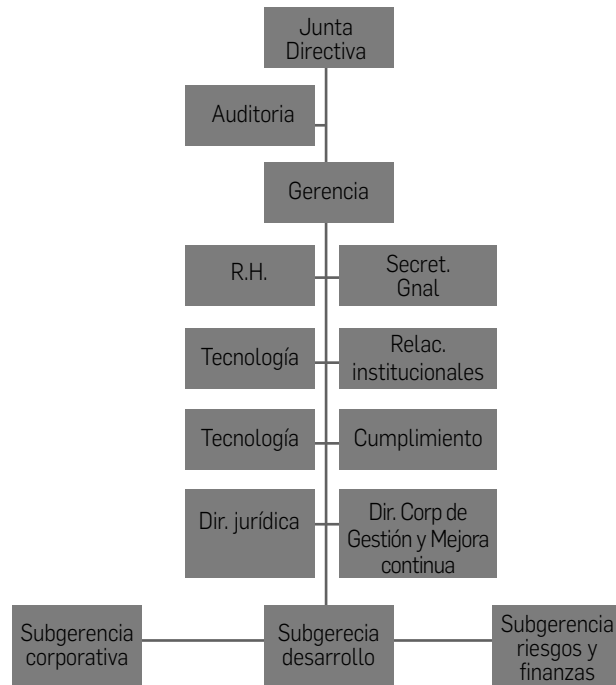 Junta
Directiva
Auditoria
Gerencia
R.H.
Secret.
Gnal
Tecnología
Relac.
institucionales
Tecnología
Cumplimiento
Dir. jurídica
Dir. Corp de
Gestión y Mejora
continua
Subgerencia
corporativa
Subgerecia
desarrollo
Subgerencia
riesgos y
finanzas